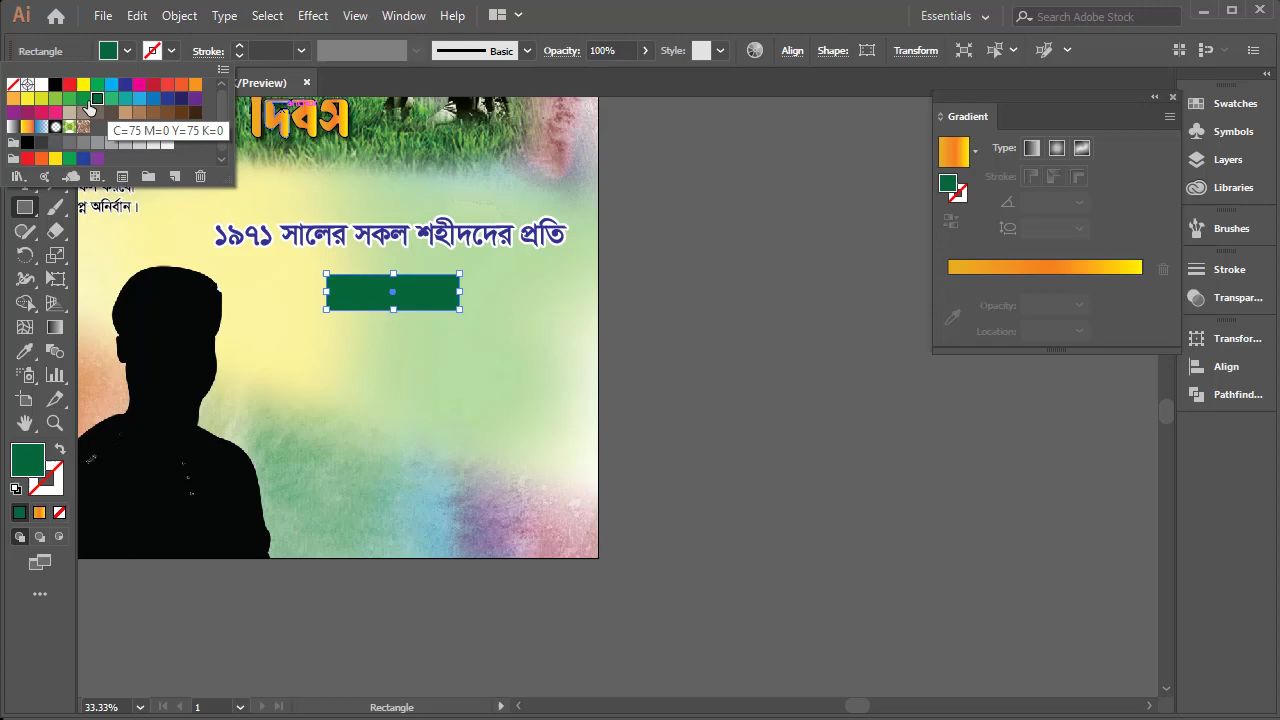 Ai
File Edit Object Type Select Effect View Window Help
Essentials
Search Adobe Stock
Rectangle
Stroke:
Basic
Opacity: 100%
Style:
Align
Shape:
Transform
/Preview)
C=75 M=0 Y=75 K=0
দিবস
প্ন অনির্বান।
১৯৭১ সালের সকল শহীদদের প্রতি
Gradient
Type:
Stroke:
Opacity:
Location:
Swatches
Symbols
Layers
Libraries
Brushes
Stroke
Transpar...
Transfor...
Align
Pathfind...
33.33%
1
Rectangle